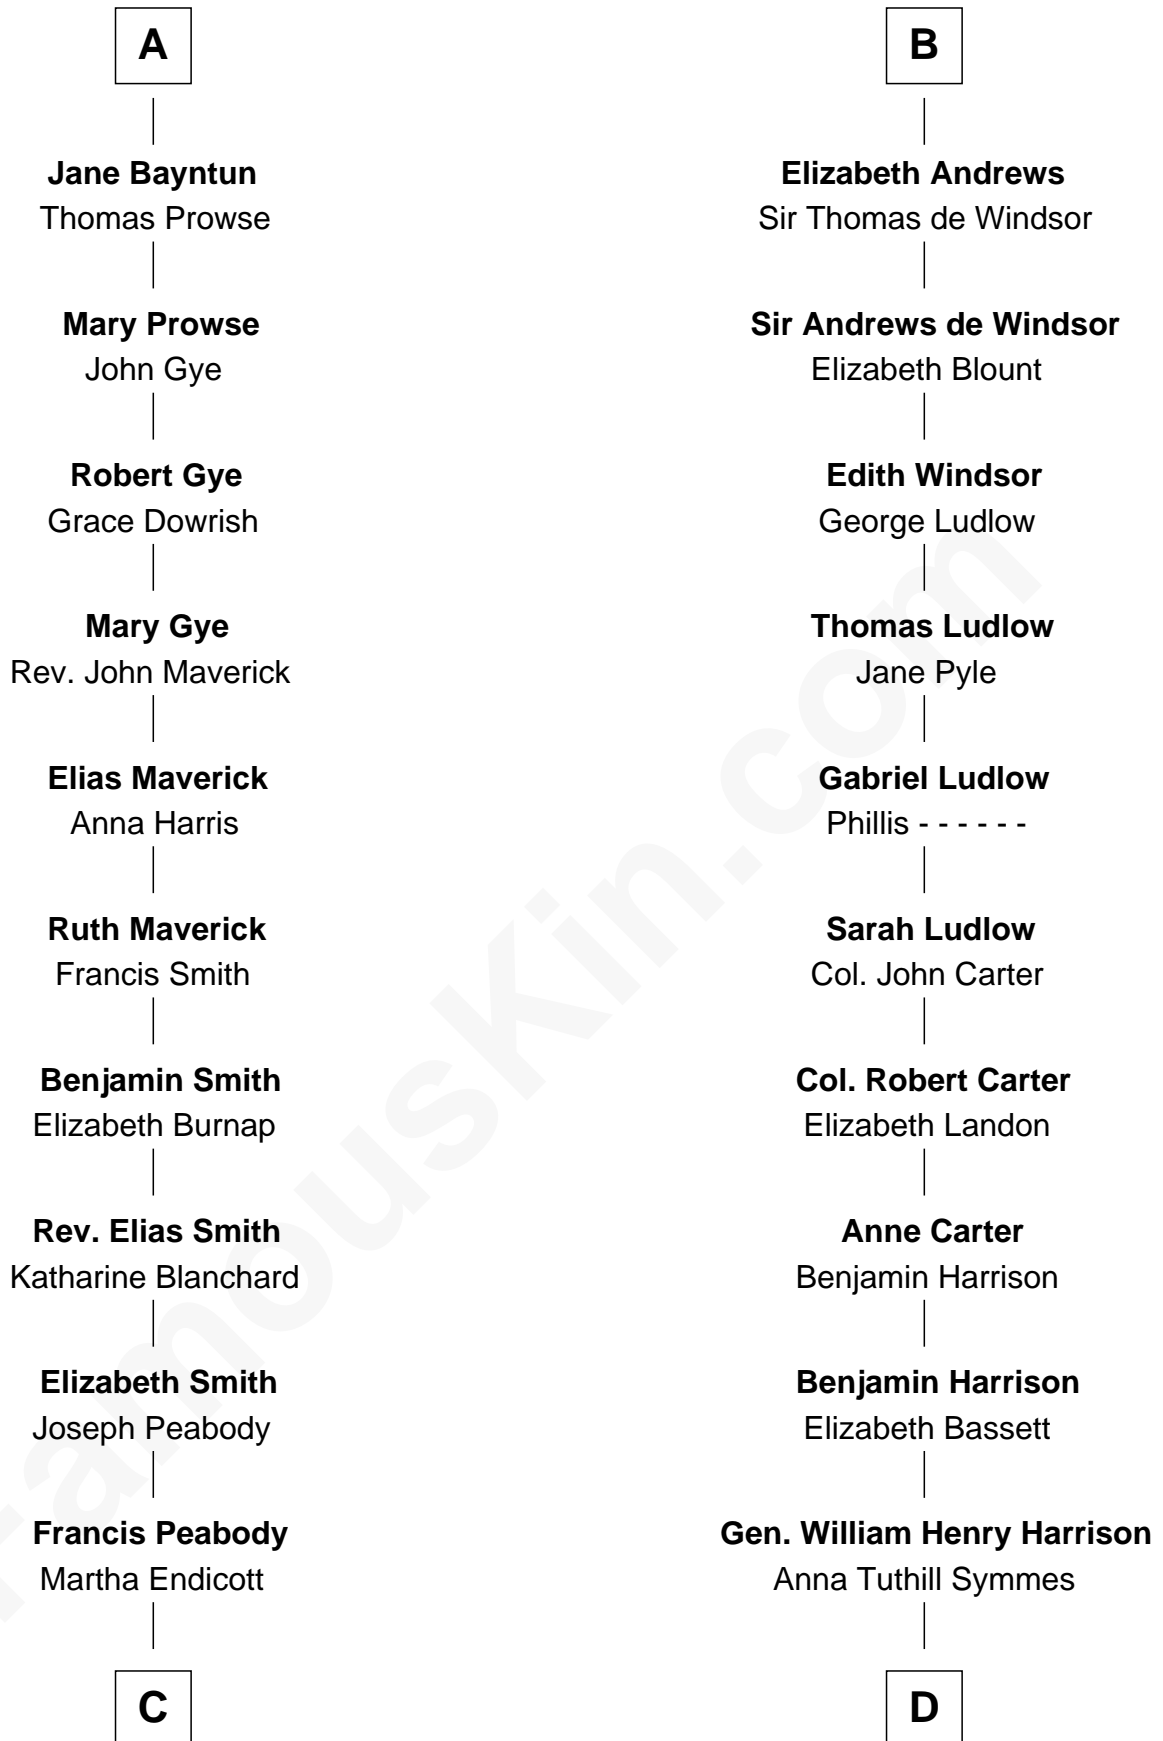 A
Jane Bayntun
Thomas Prowse
Mary Prowse
John Gye
Robert Gye
Grace Dowrish
Mary Gye
Rev. John Maverick
Elias Maverick
Anna Harris
Ruth Maverick
Francis Smith
Benjamin Smith
Elizabeth Burnap
Rev. Elias Smith
Katharine Blanchard
Elizabeth Smith
Joseph Peabody
Francis Peabody
Martha Endicott
C
B
Elizabeth Andrews
Sir Thomas de Windsor
Sir Andrews de Windsor
Elizabeth Blount
Edith Windsor
George Ludlow
Thomas Ludlow
Jane Pyle
Gabriel Ludlow
Phillis - - - - - -
Sarah Ludlow
Col. John Carter
Col. Robert Carter
Elizabeth Landon
Anne Carter
Benjamin Harrison
Benjamin Harrison
Elizabeth Bassett
Gen. William Henry Harrison
Anna Tuthill Symmes
D
FamousKin.com